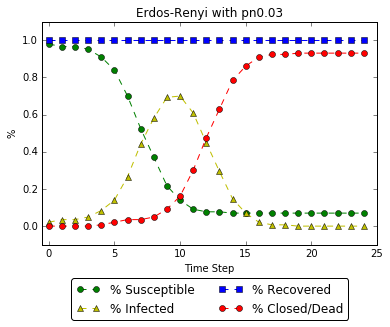 Erdos-Renyi with pn0.03
1.0
0.8
0.6
0.4
0.2
0.0
%
0 5 10 15 20 25
Time Step
% Susceptible % Recovered
% Infected % Closed/Dead